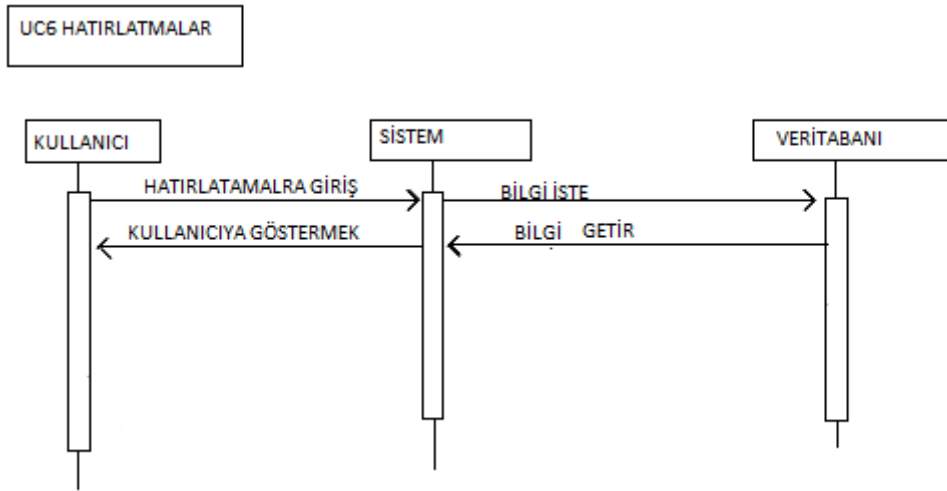 UC6 HATIRLATMALAR
KULLANICI
SİSTEM
VERİTABANI
HATIRLATAMALRA GİRİŞ
BİLGİ İSTE
KULLANICIYA GÖSTERMEK
BİLGİ GETİR